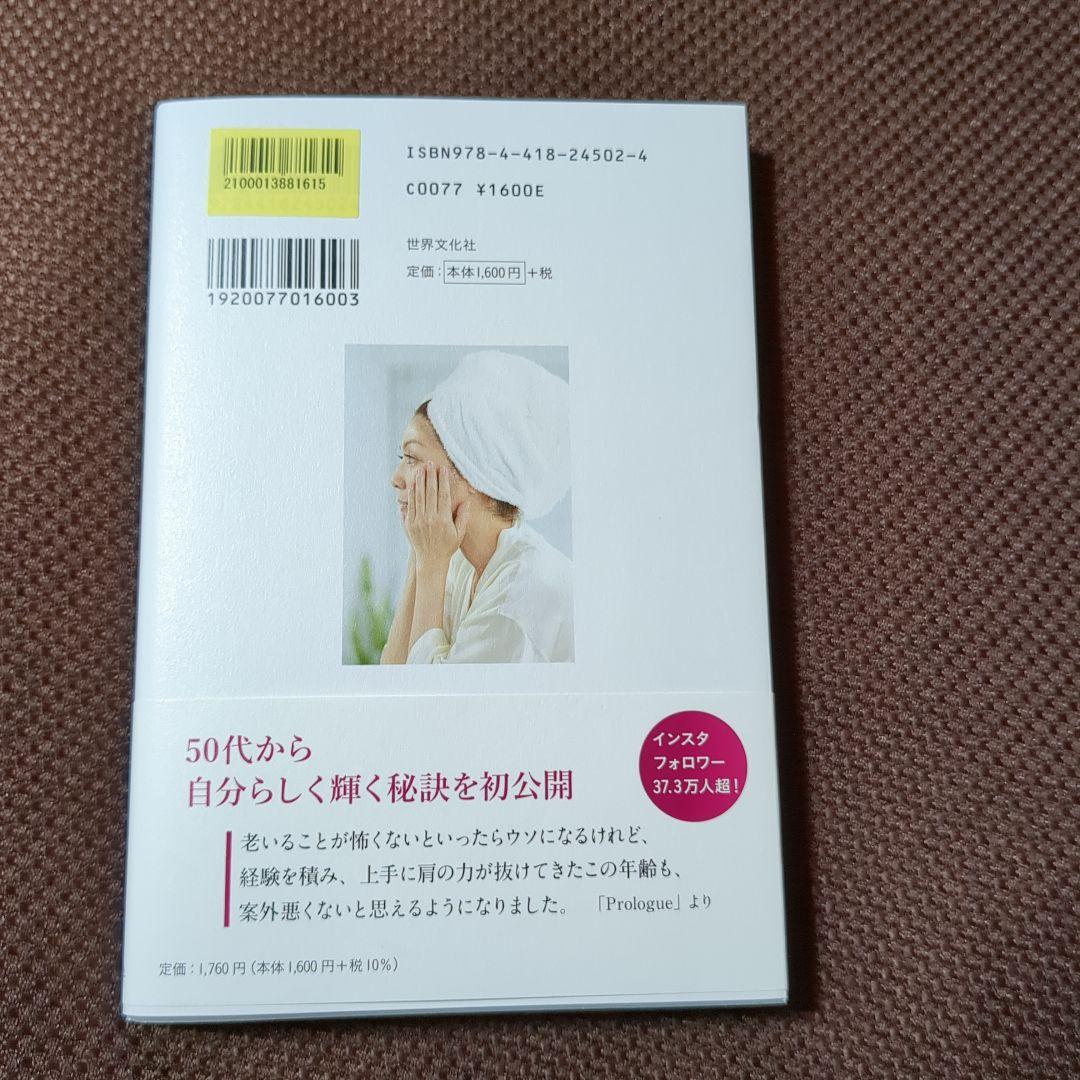 2100013881615
ISBN978-4-418-24502-4
C0077 ¥1600E
1920077016003
世界文化社
定価：本体1,600円+税
50代から
自分らしく輝く秘訣を初公開
インスタ
フォロワー
37.3万人超！
老いることが怖くないといったらウソになるけれど、
経験を積み、上手に肩の力が抜けてきたこの年齢も、
案外悪くないと思えるようになりました。 「Prologue」より
定価：1,760円（本体1,600円＋税10%）